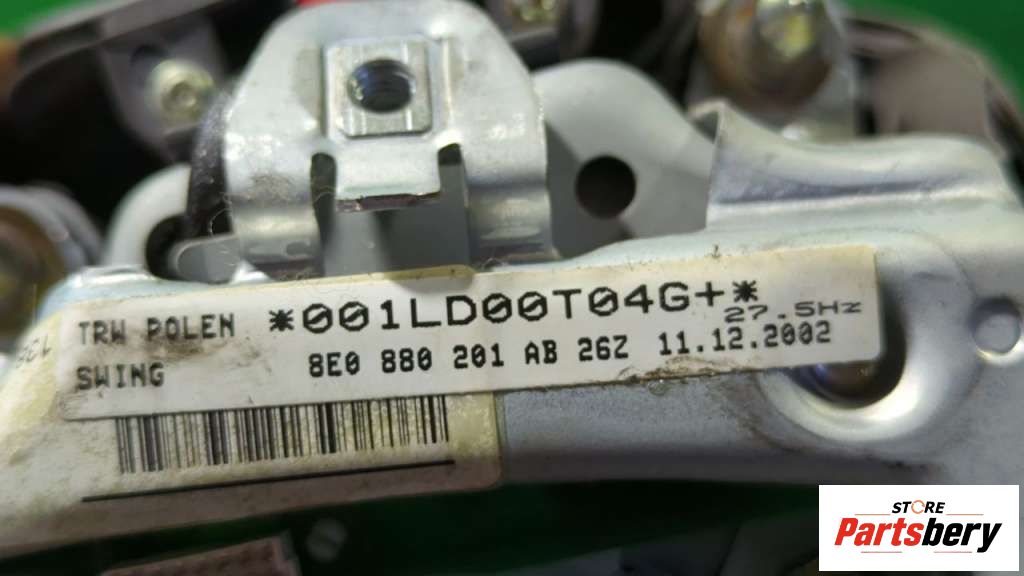 TRW POLEN *001LD00T04G+* 27.5Hz
SWING 8E0 880 201 AB 26Z 11.12.2002
STORE
Partsbery